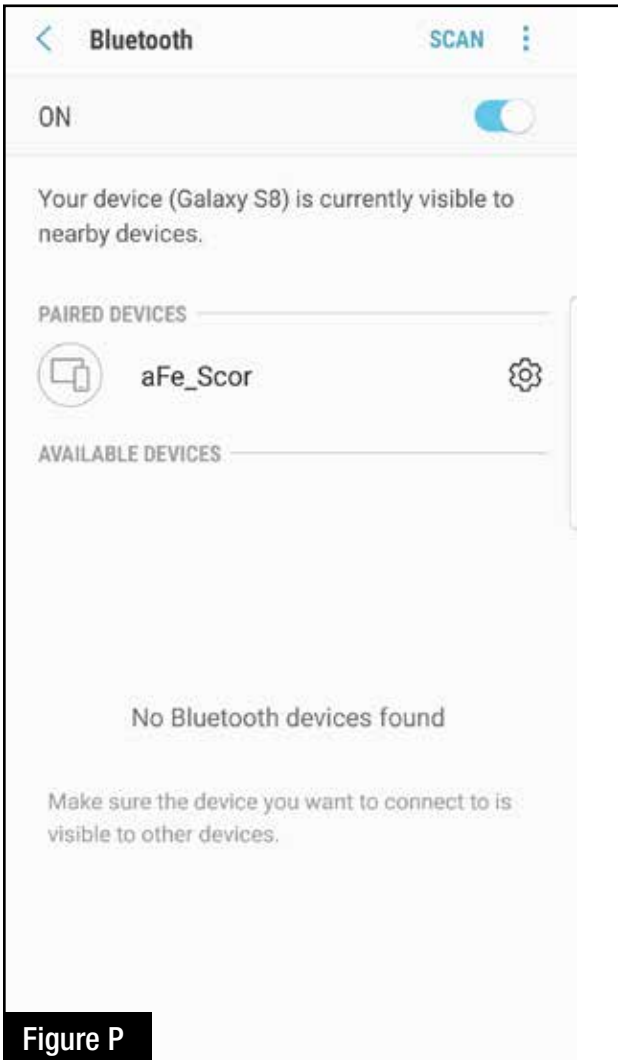 Bluetooth SCAN
ON
Your device (Galaxy S8) is currently visible to
nearby devices.
PAIRED DEVICES
aFe_Scor
AVAILABLE DEVICES
No Bluetooth devices found
Make sure the device you want to connect to is
visible to other devices.
Figure P